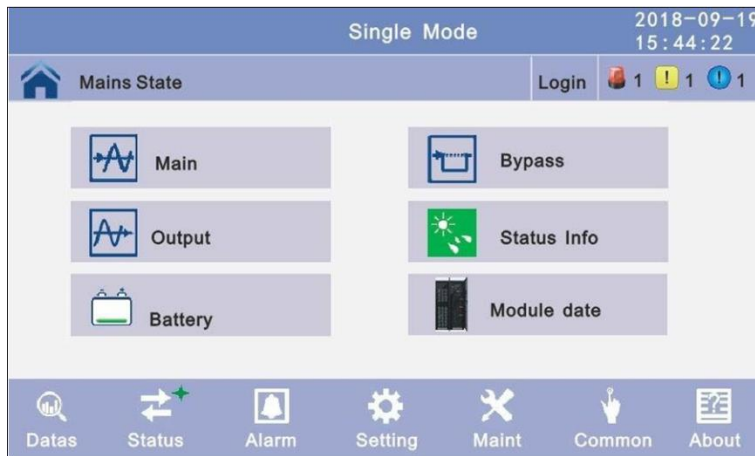 Single Mode
2018-09-19
15:44:22
Mains State
Login
1
! 1
! 1
Main
Bypass
Output
Status Info
Battery
Module date
Datas
Status
Alarm
Setting
Maint
Common
About